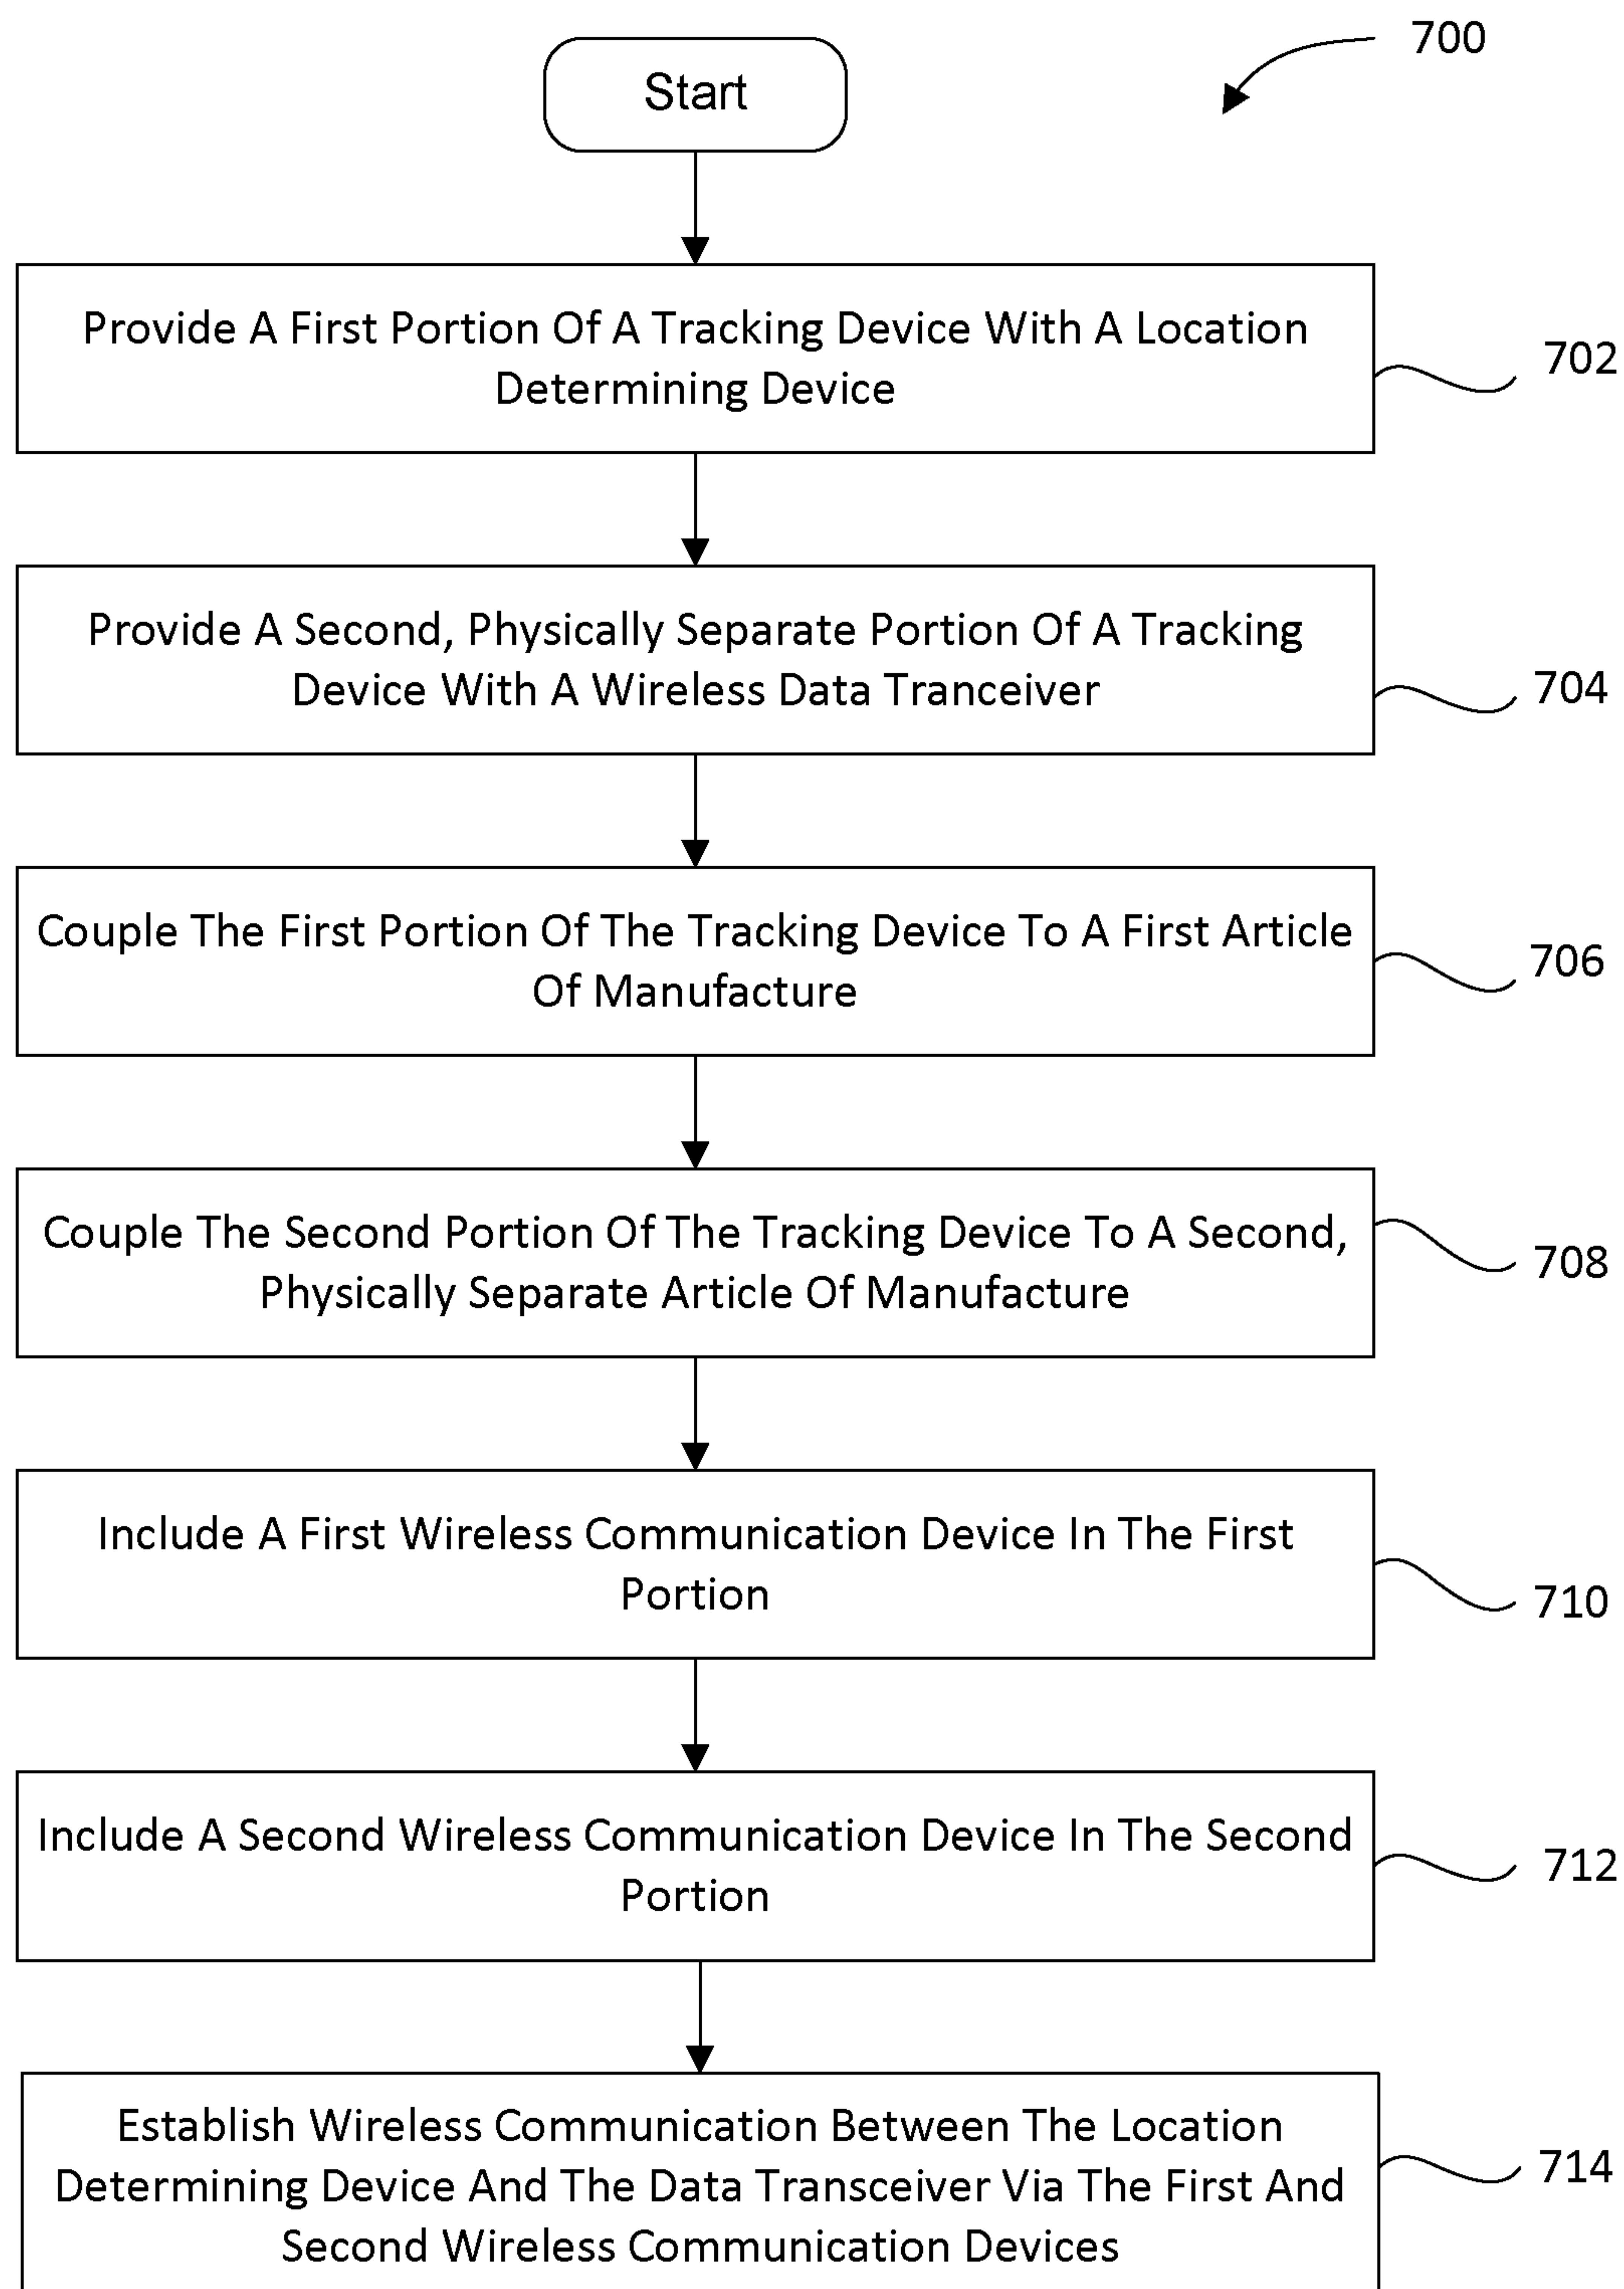 700
Start
Provide A First Portion Of A Tracking Device With A Location
Determining Device
702
Provide A Second, Physically Separate Portion Of A Tracking
Device With A Wireless Data Tranceiver
704
Couple The First Portion Of The Tracking Device To A First Article
Of Manufacture
706
Couple The Second Portion Of The Tracking Device To A Second,
Physically Separate Article Of Manufacture
708
Include A First Wireless Communication Device In The First
Portion
710
Include A Second Wireless Communication Device In The Second
Portion
712
Establish Wireless Communication Between The Location
Determining Device And The Data Transceiver Via The First And
Second Wireless Communication Devices
714